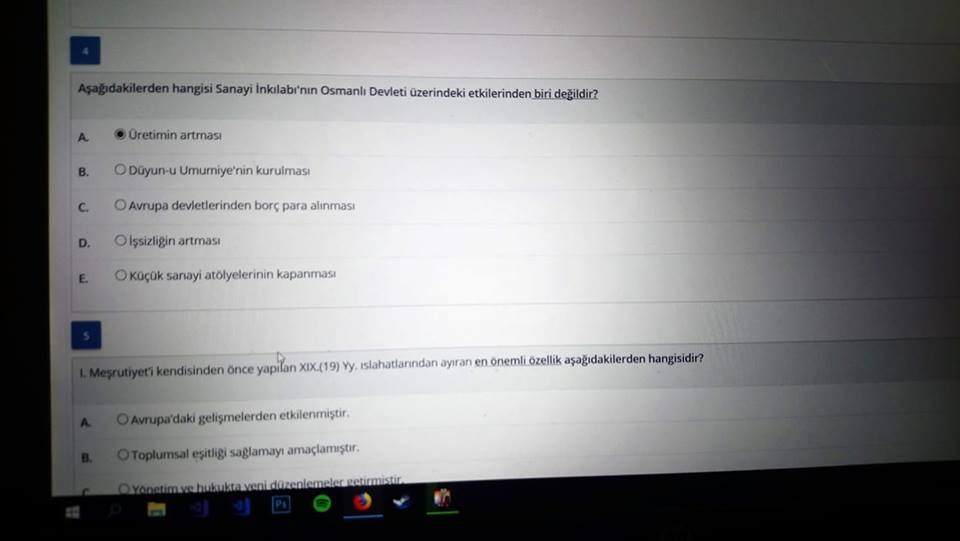 4
Aşağıdakilerden hangisi Sanayi İnkılabı'nın Osmanlı Devleti üzerindeki etkilerinden biri değildir?
A. Üretimin artması
B. Düyun-u Umumiye'nin kurulması
C. Avrupa devletlerinden borç para alınması
D. İşsizliğin artması
E. Küçük sanayi atölyelerinin kapanması
5
I. Meşrutiyet'i kendisinden önce yapılan XIX.(19) Yy. ıslahatlarından ayıran en önemli özellik aşağıdakilerden hangisidir?
A. Avrupa'daki gelişmelerden etkilenmiştir.
B. Toplumsal eşitliği sağlamayı amaçlamıştır.
C. Yönetim ve hukukta yeni düzenlemeler getirmiştir.
Ps